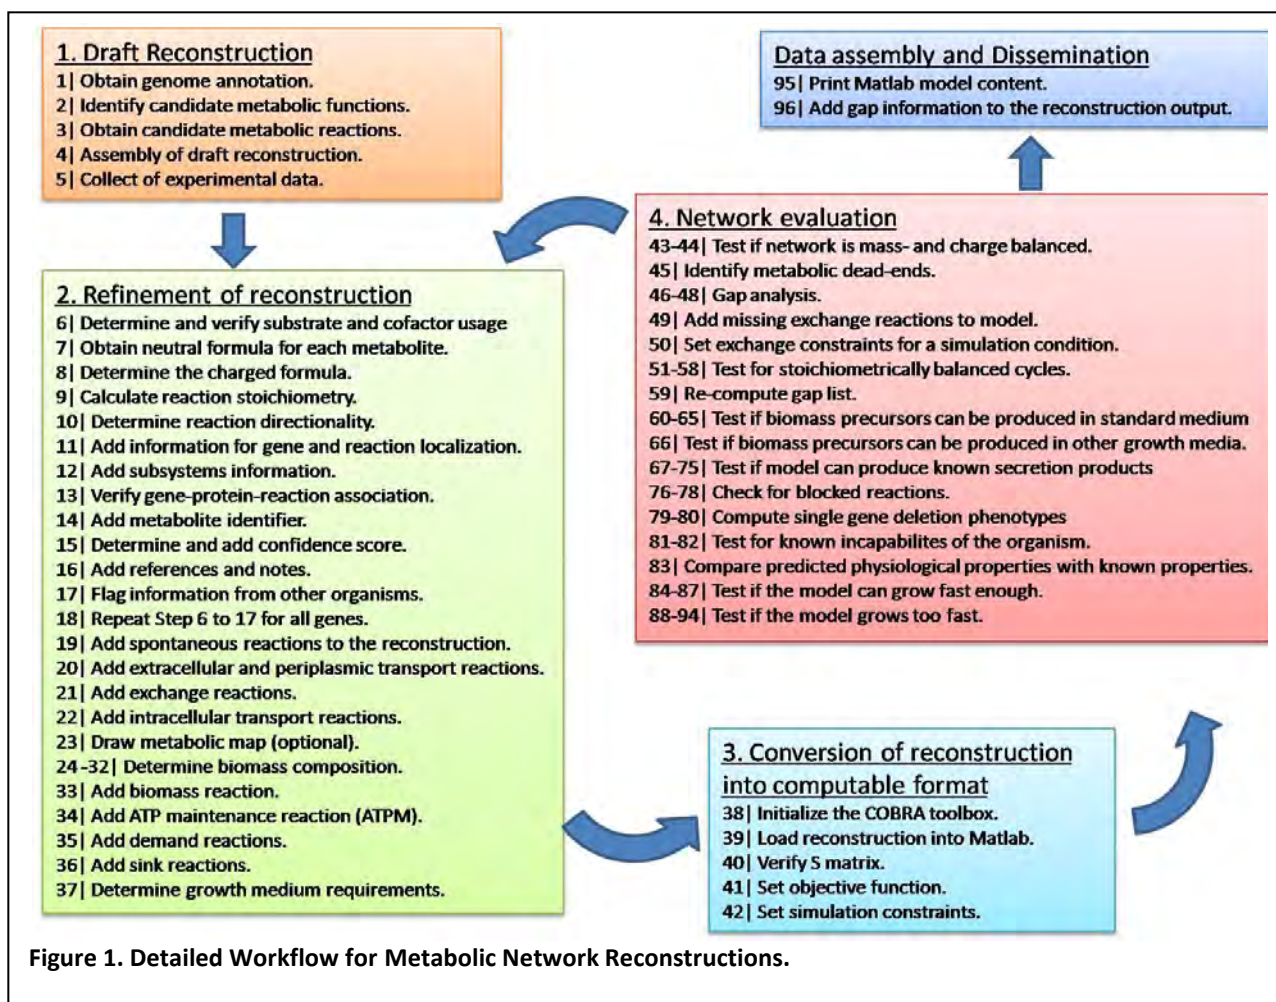 1. Draft Reconstruction
1| Obtain genome annotation.
2| Identify candidate metabolic functions.
3| Obtain candidate metabolic reactions.
4| Assembly of draft reconstruction.
5| Collect of experimental data.
2. Refinement of reconstruction
6| Determine and verify substrate and cofactor usage
7| Obtain neutral formula for each metabolite.
8| Determine the charged formula.
9| Calculate reaction stoichiometry.
10| Determine reaction directionality.
11| Add information for gene and reaction localization.
12| Add subsystems information.
13| Verify gene-protein-reaction association.
14| Add metabolite identifier.
15| Determine and add confidence score.
16| Add references and notes.
17| Flag information from other organisms.
18| Repeat Step 6 to 17 for all genes.
19| Add spontaneous reactions to the reconstruction.
20| Add extracellular and periplasmic transport reactions.
21| Add exchange reactions.
22| Add intracellular transport reactions.
23| Draw metabolic map (optional).
24 -32| Determine biomass composition.
33| Add biomass reaction.
34| Add ATP maintenance reaction (ATPM).
35| Add demand reactions.
36| Add sink reactions.
37| Determine growth medium requirements.
3. Conversion of reconstruction
into computable format
38| Initialize the COBRA toolbox.
39| Load reconstruction into Matlab.
40| Verify S matrix.
41| Set objective function.
42| Set simulation constraints.
4. Network evaluation
43-44| Test if network is mass- and charge balanced.
45| Identify metabolic dead-ends.
46-48| Gap analysis.
49| Add missing exchange reactions to model.
50| Set exchange constraints for a simulation condition.
51-58| Test for stoichiometrically balanced cycles.
59| Re-compute gap list.
60-65| Test if biomass precursors can be produced in standard medium
66| Test if biomass precursors can be produced in other growth media.
67-75| Test if model can produce known secretion products
76-78| Check for blocked reactions.
79-80| Compute single gene deletion phenotypes
81-82| Test for known incapabilites of the organism.
83| Compare predicted physiological properties with known properties.
84-87| Test if the model can grow fast enough.
88-94| Test if the model grows too fast.
Data assembly and Dissemination
95| Print Matlab model content.
96| Add gap information to the reconstruction output.
Figure 1. Detailed Workflow for Metabolic Network Reconstructions.